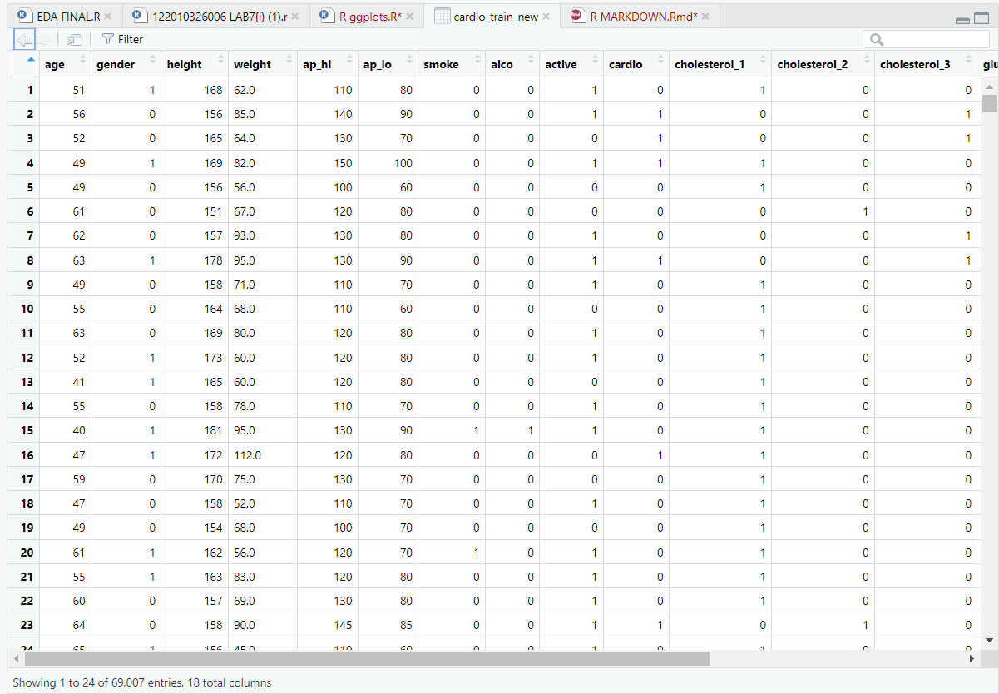 EDA FINAL.R 122010326006 LAB7{i} (1).r R ggplots.R* cardio_train_new R MARKDOWN.Rmd*
Filter
age gender height weight ap_hi ap_lo smoke alco active cardio cholesterol_1 cholesterol_2 cholesterol_3 glu
1 51 1 168 62.0 110 80 0 0 1 0 1 0 0
2 56 0 156 85.0 140 90 0 0 1 1 0 0 1
3 52 0 165 64.0 130 70 0 0 0 1 0 0 1
4 49 1 169 82.0 150 100 0 0 1 1 1 0 0
5 49 0 156 56.0 100 60 0 0 0 0 1 0 0
6 61 0 151 67.0 120 80 0 0 0 0 0 1 0
7 62 0 157 93.0 130 80 0 0 1 0 0 0 1
8 63 1 178 95.0 130 90 0 0 1 1 0 0 1
9 49 0 158 71.0 110 70 0 0 1 0 1 0 0
10 55 0 164 68.0 110 60 0 0 0 0 1 0 0
11 63 0 169 80.0 120 80 0 0 1 0 1 0 0
12 52 1 173 60.0 120 80 0 0 1 0 1 0 0
13 41 1 165 60.0 120 80 0 0 0 0 1 0 0
14 55 0 158 78.0 110 70 0 0 1 0 1 0 0
15 40 1 181 95.0 130 90 1 1 1 0 1 0 0
16 47 1 172 112.0 120 80 0 0 0 1 1 0 0
17 59 0 170 75.0 130 70 0 0 0 0 1 0 0
18 47 0 158 52.0 110 70 0 0 1 0 1 0 0
19 49 0 154 68.0 100 70 0 0 0 0 1 0 0
20 61 1 162 56.0 120 70 1 0 1 0 1 0 0
21 55 1 163 83.0 120 80 0 0 1 0 1 0 0
22 60 0 157 69.0 130 80 0 0 1 0 1 0 0
23 64 0 158 90.0 145 85 0 0 1 1 0 1 0
24 65 1 156 45.0 110 60 0 0 1 0 1 0 0
Showing 1 to 24 of 69,007 entries, 18 total columns